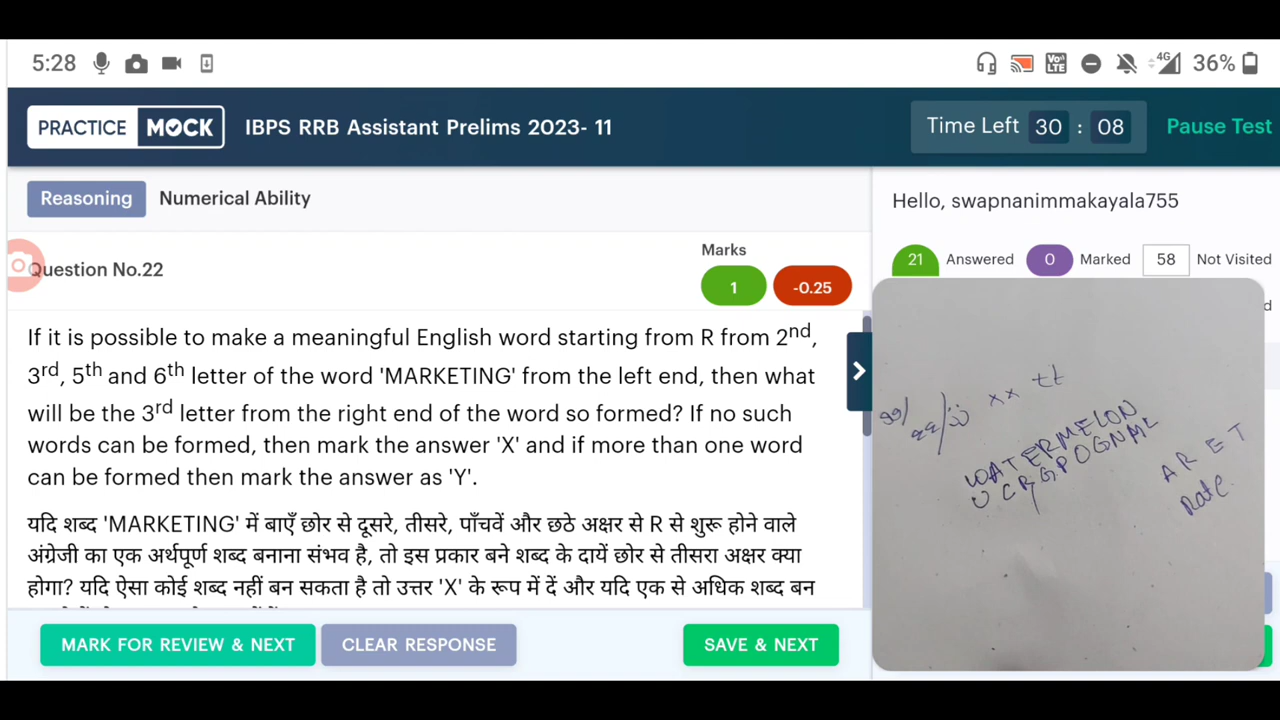 5:28 4G 36%
Vo LTE
PRACTICE MOCK IBPS RRB Assistant Prelims 2023- 11 Time Left 30 : 08 Pause Test
Reasoning Numerical Ability
Hello, swapnanimmakayala755
Marks
Question No.22 1 -0.25
21 Answered 0 Marked 58 Not Visited
If it is possible to make a meaningful English word starting from R from 2nd,
3rd, 5th and 6th letter of the word 'MARKETING' from the left end, then what
will be the 3rd letter from the right end of the word so formed? If no such
words can be formed, then mark the answer 'X' and if more than one word
can be formed then mark the answer as 'Y'.
यदि शब्द 'MARKETING' में बाएँ छोर से दूसरे, तीसरे, पाँचवें और छठे अक्षर से R से शुरू होने वाले
अंग्रेजी का एक अर्थपूर्ण शब्द बनाना संभव है, तो इस प्रकार बने शब्द के दायें छोर से तीसरा अक्षर क्या
होगा? यदि ऐसा कोई शब्द नहीं बन सकता है तो उत्तर 'X' के रूप में दें और यदि एक से अधिक शब्द बन
xx tt
WATERMELON
UCRGPOGNML
A R E T
Rate
MARK FOR REVIEW & NEXT CLEAR RESPONSE SAVE & NEXT